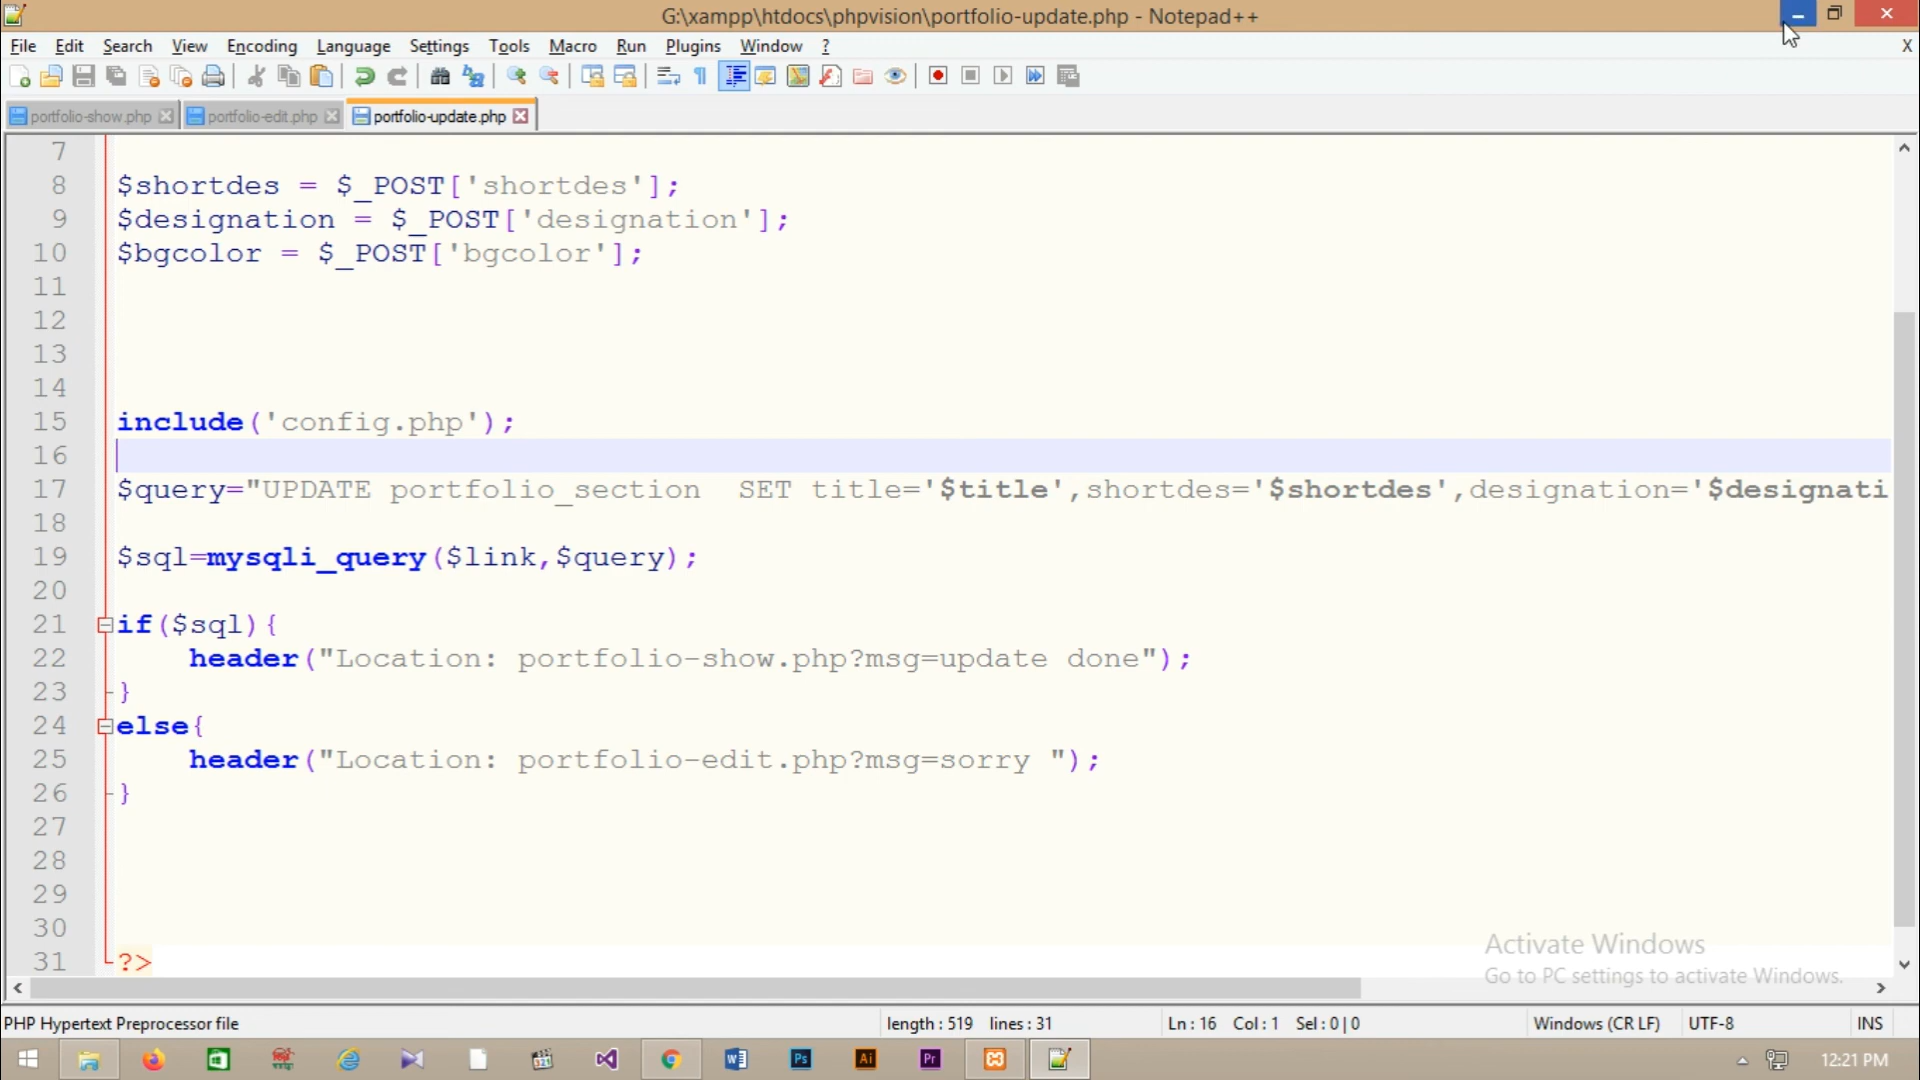 G:\xampp\htdocs\phpvision\portfolio-update.php - Notepad++
File Edit Search View Encoding Language Settings Tools Macro Run Plugins Window ? X
portfolio-show.php portfolio-edit.php portfolio-update.php
7
8 $shortdes = $_POST['shortdes'];
9 $designation = $_POST['designation'];
10 $bgcolor = $_POST['bgcolor'];
11
12
13
14
15 include('config.php');
16
17 $query="UPDATE portfolio_section  SET title='$title',shortdes='$shortdes',designation='$designati
18
19 $sql=mysqli_query($link,$query);
20
21 if($sql){
22 header("Location: portfolio-show.php?msg=update done");
23 }
24 else{
25 header("Location: portfolio-edit.php?msg=sorry ");
26 }
27
28
29
30
31 ?>
Activate Windows
Go to PC settings to activate Windows.
PHP Hypertext Preprocessor file length : 519 lines : 31 Ln : 16 Col : 1 Sel : 0 | 0 Windows (CR LF) UTF-8 INS
Ps Ai Pr 12:21 PM